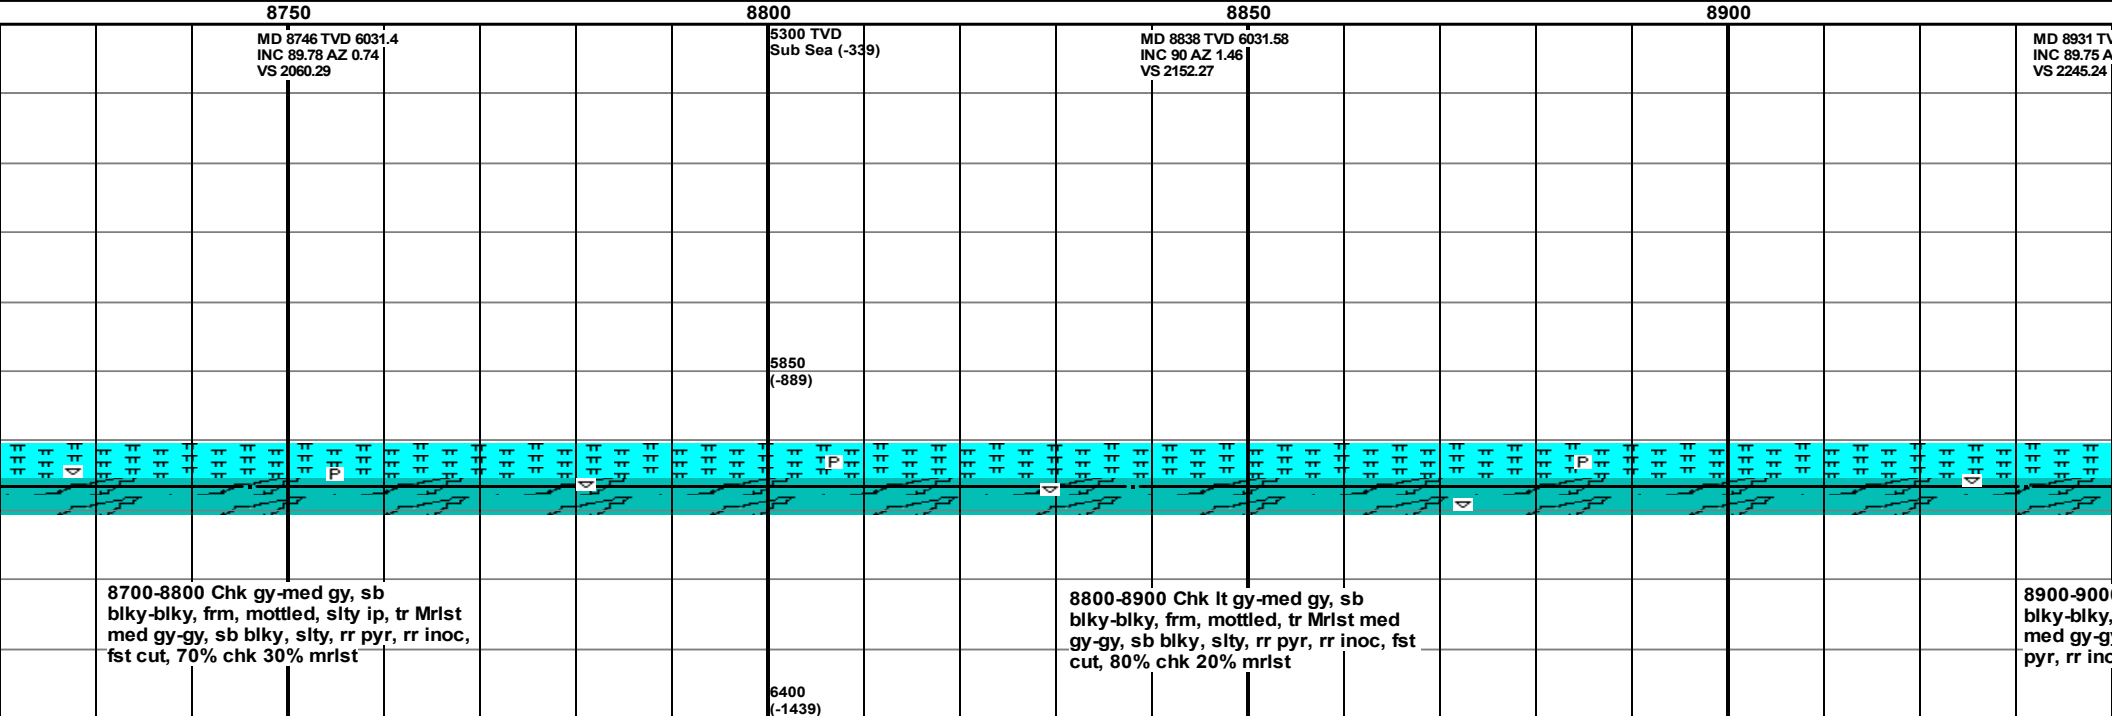 8750
8800
8850
8900
MD 8746 TVD 6031.4
INC 89.78 AZ 0.74
VS 2060.29
5300 TVD
Sub Sea (-339)
MD 8838 TVD 6031.58
INC 90 AZ 1.46
VS 2152.27
MD 8931 TV
INC 89.75 A
VS 2245.24
5850
(-889)
P
P
P
8700-8800 Chk gy-med gy, sb
blky-blky, frm, mottled, slty ip, tr Mrlst
med gy-gy, sb blky, slty, rr pyr, rr inoc,
fst cut, 70% chk 30% mrlst
8800-8900 Chk lt gy-med gy, sb
blky-blky, frm, mottled, tr Mrlst med
gy-gy, sb blky, slty, rr pyr, rr inoc, fst
cut, 80% chk 20% mrlst
8900-9000
blky-blky,
med gy-gy
pyr, rr inoc
6400
(-1439)